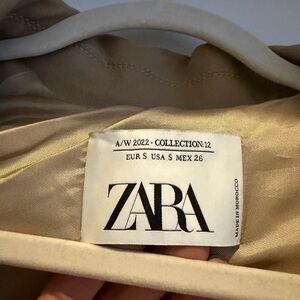 A/W 2022 - COLLECTION:12
EUR S USA S MEX 26
ZARA
MADE IN MOROCCO